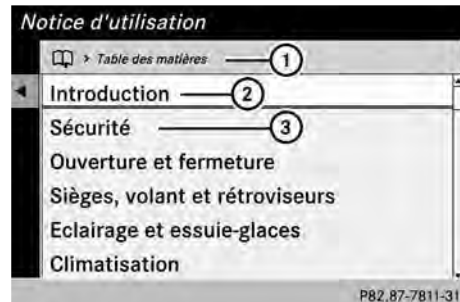 Notice d'utilisation
> Table des matières 1
Introduction 2
Sécurité 3
Ouverture et fermeture
Sièges, volant et rétroviseurs
Eclairage et essuie-glaces
Climatisation
P82.87-7811-31